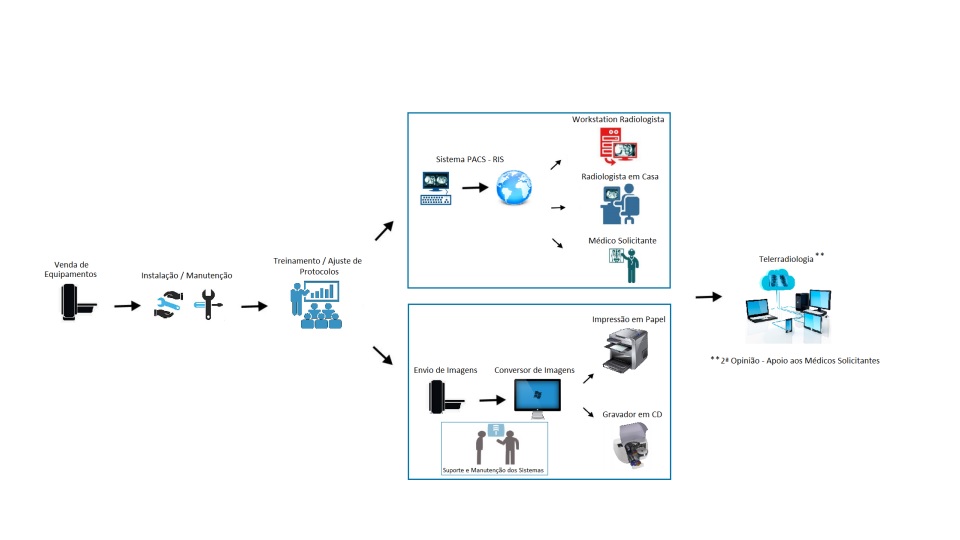 Venda de
Equipamentos
Instalação / Manutenção
Treinamento / Ajuste de
Protocolos
Sistema PACS - RIS
Workstation Radiologista
Radiologista em Casa
Médico Solicitante
Envio de Imagens
Conversor de Imagens
Impressão em Papel
Gravador em CD
Suporte e Manutenção dos Sistemas
Telerradiologia **
**2ª Opinião - Apoio aos Médicos Solicitantes